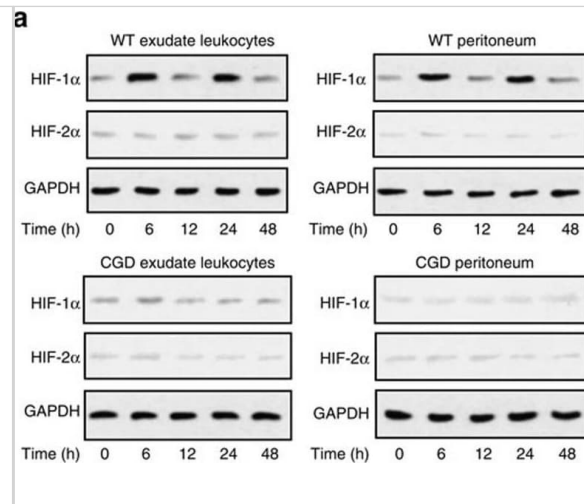 a
WT exudate leukocytes
HIF-1α
HIF-2α
GAPDH
Time (h) 0 6 12 24 48
WT peritoneum
HIF-1α
HIF-2α
GAPDH
Time (h) 0 6 12 24 48
CGD exudate leukocytes
HIF-1α
HIF-2α
GAPDH
Time (h) 0 6 12 24 48
CGD peritoneum
HIF-1α
HIF-2α
GAPDH
Time (h) 0 6 12 24 48